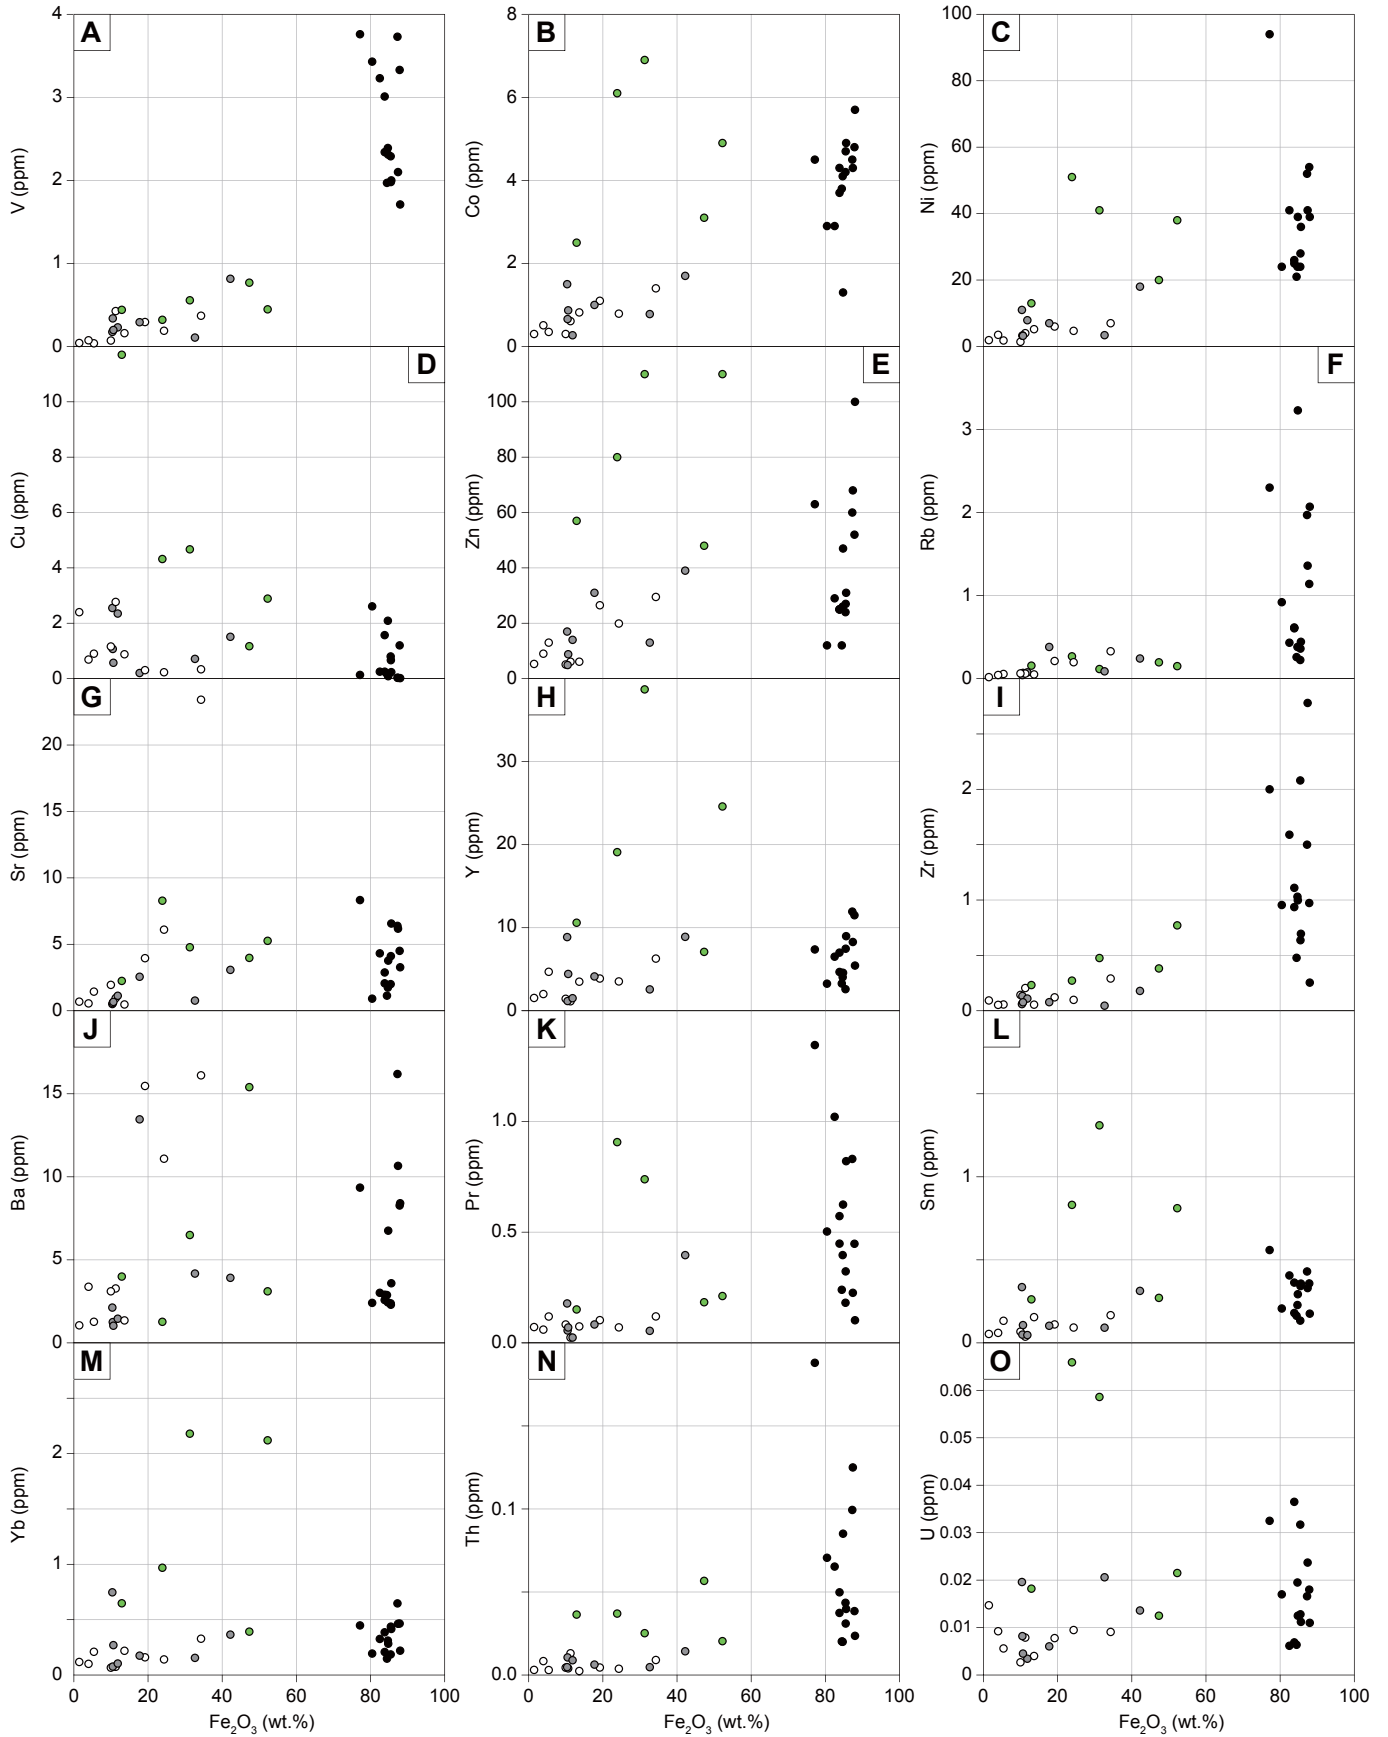 A
B
C
4
3
2
1
0
V (ppm)
8
6
4
2
0
Co (ppm)
100
80
60
40
20
0
Ni (ppm)
D
E
F
10
8
6
4
2
0
Cu (ppm)
100
80
60
40
20
0
Zn (ppm)
3
2
1
0
Rb (ppm)
G
H
I
20
15
10
5
0
Sr (ppm)
30
20
10
0
Y (ppm)
2
1
0
Zr (ppm)
J
K
L
15
10
5
0
Ba (ppm)
1.0
0.5
0.0
Pr (ppm)
1
0
Sm (ppm)
M
N
O
2
1
0
Yb (ppm)
0.1
0.0
Th (ppm)
0.06
0.05
0.04
0.03
0.02
0.01
0
U (ppm)
0 20 40 60 80 100
Fe₂O₃ (wt.%)
0 20 40 60 80 100
Fe₂O₃ (wt.%)
0 20 40 60 80 100
Fe₂O₃ (wt.%)